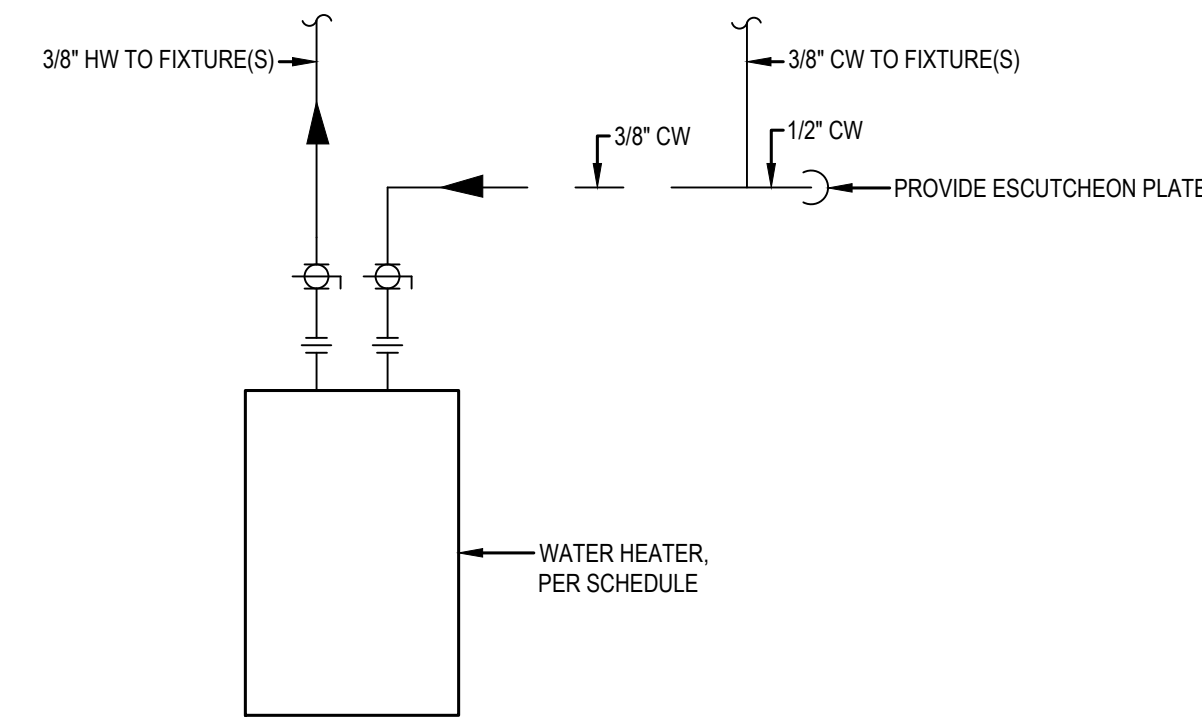 3/8" HW TO FIXTURE(S)
3/8" CW TO FIXTURE(S)
3/8" CW
1/2" CW
PROVIDE ESCUTCHEON PLATE
WATER HEATER,
PER SCHEDULE